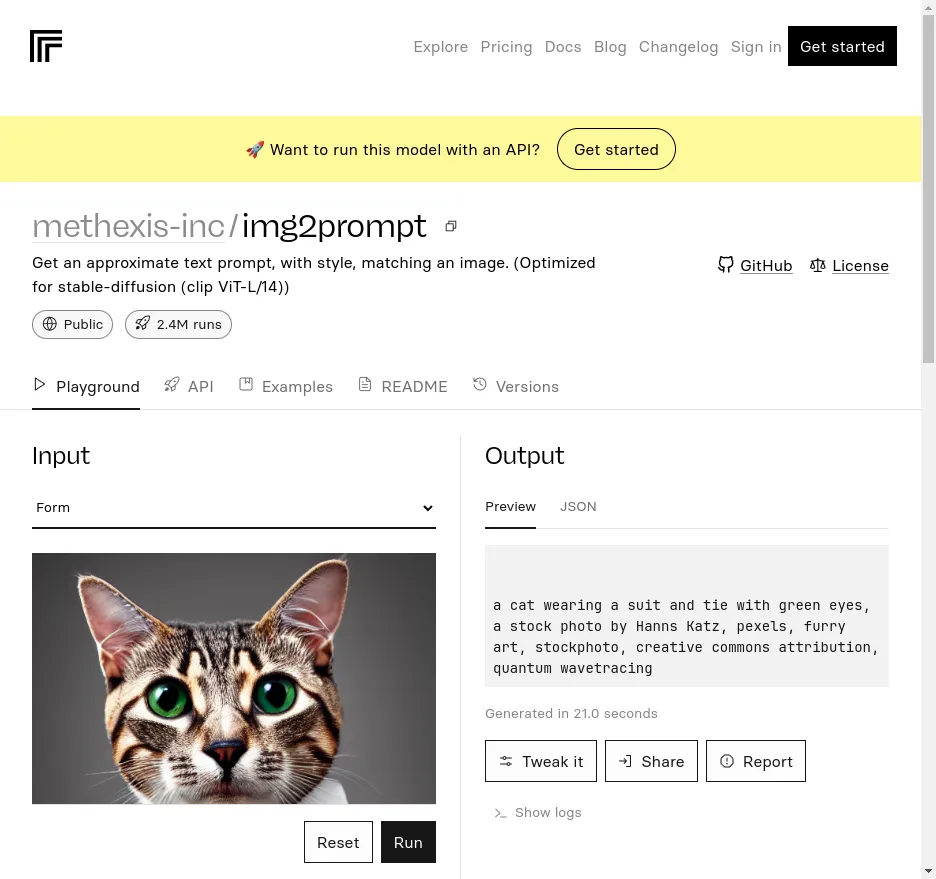 Explore Pricing Docs Blog Changelog Sign in Get started
🚀 Want to run this model with an API? Get started
methexis-inc/img2prompt
Get an approximate text prompt, with style, matching an image. (Optimized
for stable-diffusion (clip ViT-L/14))
GitHub License
Public 2.4M runs
Playground API Examples README Versions
Input
Form
Reset Run
Output
Preview JSON
a cat wearing a suit and tie with green eyes,
a stock photo by Hanns Katz, pexels, furry
art, stockphoto, creative commons attribution,
quantum wavetracing
Generated in 21.0 seconds
Tweak it Share Report
Show logs